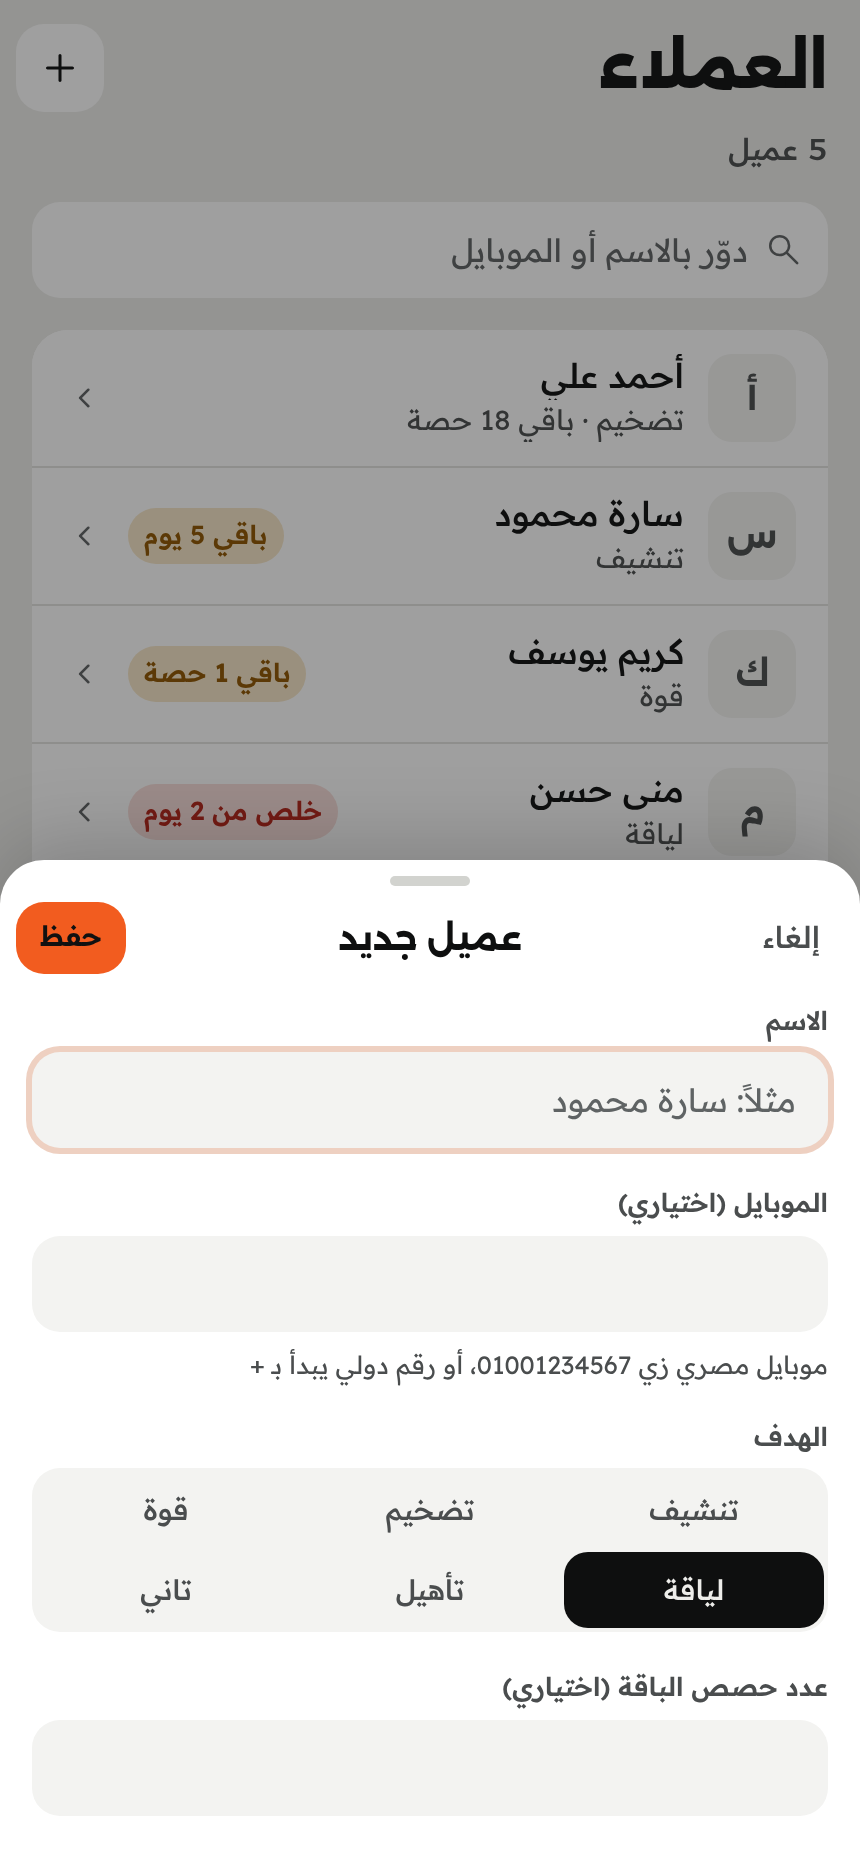 العملاء
5 عميل
دوّر بالاسم أو الموبايل
أ
أحمد علي
تضخيم · باقي 18 حصة
س
سارة محمود
تنشيف
باقي 5 يوم
ك
كريم يوسف
قوة
باقي 1 حصة
م
منى حسن
لياقة
خلص من 2 يوم
إلغاء
عميل جديد
حفظ
الاسم
مثلاً: سارة محمود
الموبايل (اختياري)
موبايل مصري زي 01001234567، أو رقم دولي يبدأ بـ +
الهدف
تنشيف تضخيم قوة
لياقة تأهيل تاني
عدد حصص الباقة (اختياري)